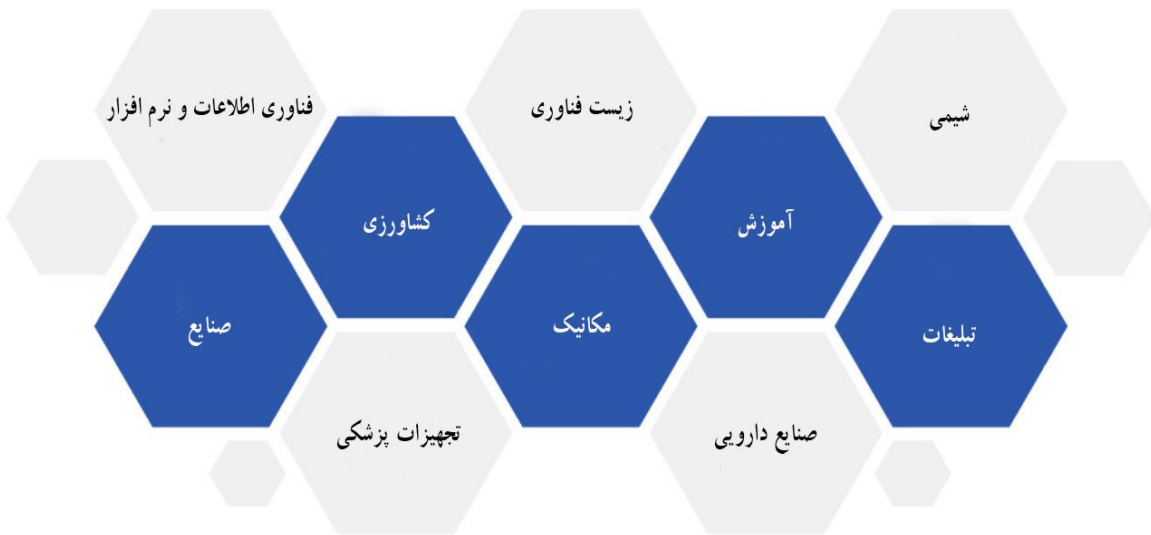 شیمی
زیست فناوری
فناوری اطلاعات و نرم افزار
آموزش
کشاورزی
تبلیغات
مکانیک
صنایع
صنایع دارویی
تجهیزات پزشکی